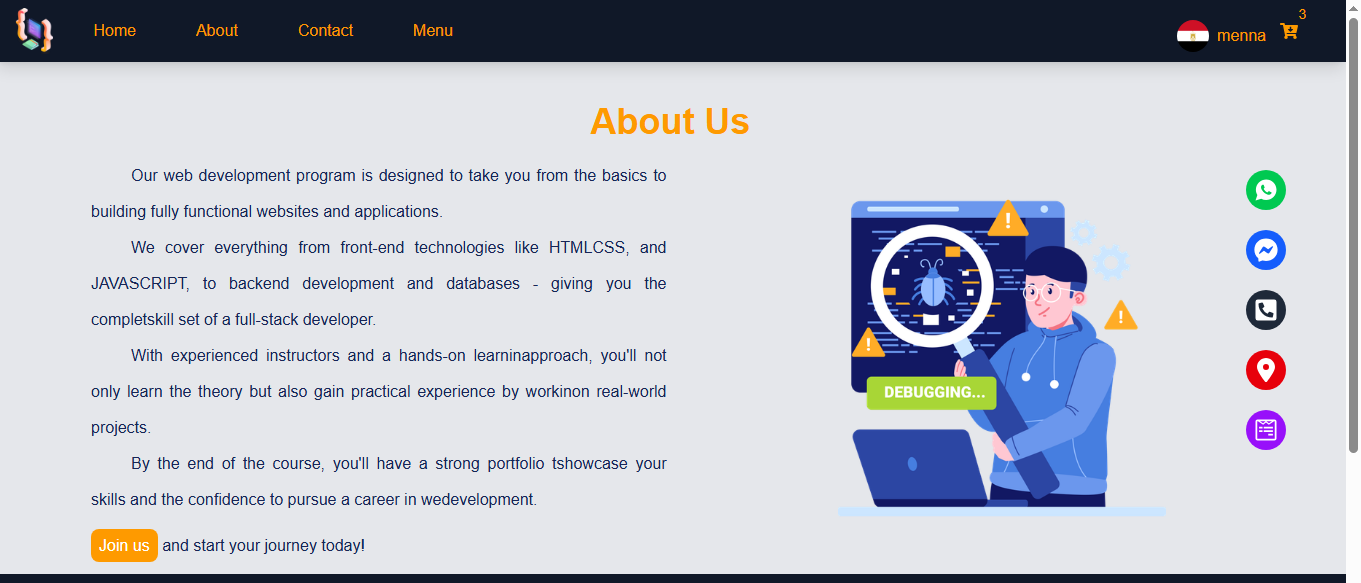 Home About Contact Menu menna 3
About Us
Our web development program is designed to take you from the basics to
building fully functional websites and applications.
We cover everything from front-end technologies like HTMLCSS, and
JAVASCRIPT, to backend development and databases - giving you the
completskill set of a full-stack developer.
With experienced instructors and a hands-on learninapproach, you'll not
only learn the theory but also gain practical experience by workinon real-world
projects.
By the end of the course, you'll have a strong portfolio tshowcase your
skills and the confidence to pursue a career in wedevelopment.
Join us and start your journey today!
DEBUGGING...